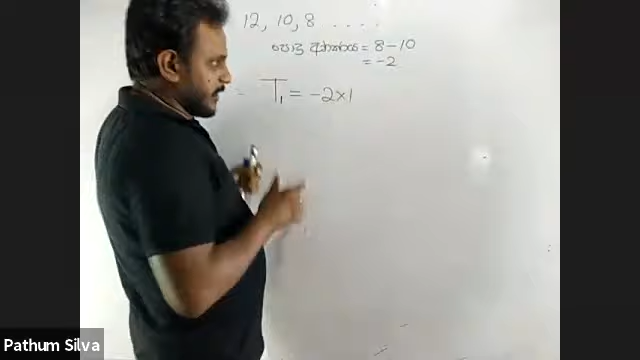 12, 10, 8 ....
පොදු අන්තරය = 8 - 10
= -2
T₁ = -2×1
Pathum Silva